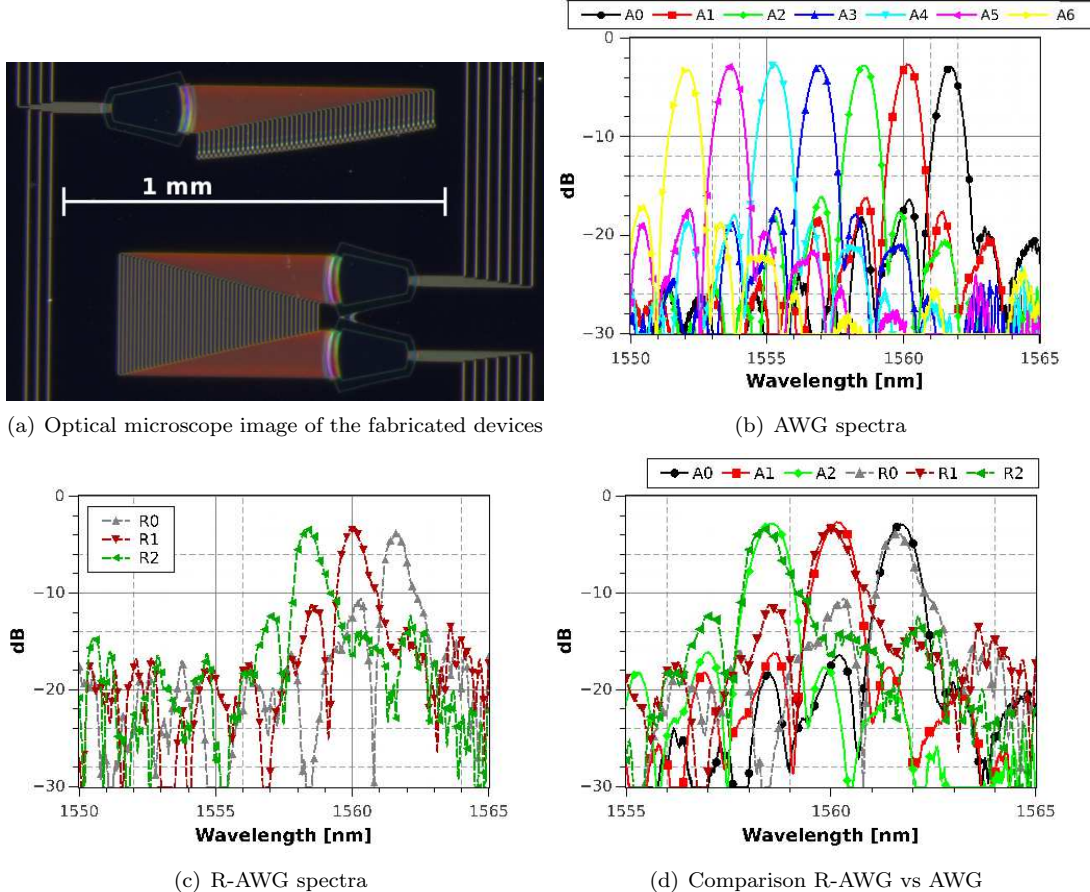 1 mm
(a) Optical microscope image of the fabricated devices
A0 A1 A2 A3 A4 A5 A6
0
−10
−20
−30
dB
1550 1555 1560 1565
Wavelength [nm]
(b) AWG spectra
R0
R1
R2
0
−10
−20
−30
dB
1550 1555 1560 1565
Wavelength [nm]
(c) R-AWG spectra
A0 A1 A2 R0 R1 R2
0
−10
−20
−30
dB
1555 1560 1565
Wavelength [nm]
(d) Comparison R-AWG vs AWG